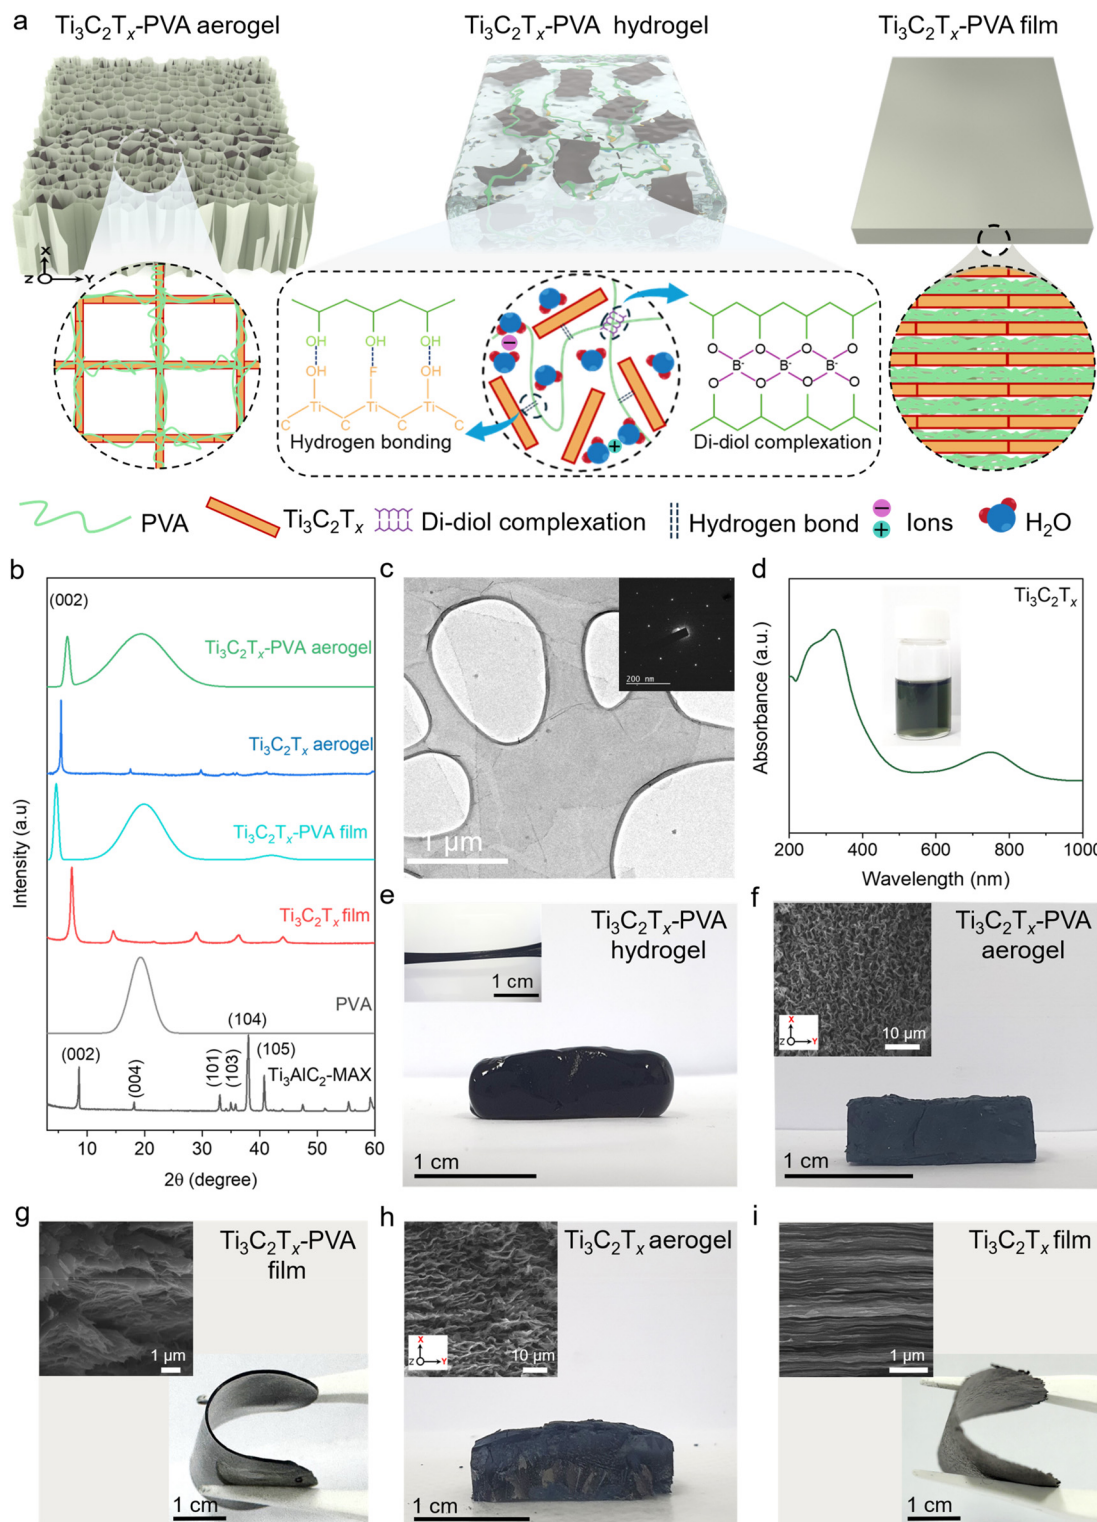 a
Ti₃C₂Tₓ-PVA aerogel
Ti₃C₂Tₓ-PVA hydrogel
Ti₃C₂Tₓ-PVA film
X
Z Y
OH OH OH
OH F OH
Ti Ti Ti
C C C C
Hydrogen bonding
−
+
O O O O
B⁻ B⁻ B⁻
O O O O
Di-diol complexation
PVA
Ti₃C₂Tₓ
Di-diol complexation
Hydrogen bond
−
+
Ions
H₂O
b
(002)
Ti₃C₂Tₓ-PVA aerogel
Ti₃C₂Tₓ aerogel
Ti₃C₂Tₓ-PVA film
Ti₃C₂Tₓ film
PVA
(002)
(004)
(101)
(103)
(104)
(105)
Ti₃AlC₂-MAX
Intensity (a.u)
10 20 30 40 50 60
2θ (degree)
c
200 nm
1 μm
d
Ti₃C₂Tₓ
Absorbance (a.u.)
200 400 600 800 1000
Wavelength (nm)
e
Ti₃C₂Tₓ-PVA
hydrogel
1 cm
1 cm
f
Ti₃C₂Tₓ-PVA
aerogel
X
Z Y
10 μm
1 cm
g
Ti₃C₂Tₓ-PVA
film
1 μm
1 cm
h
Ti₃C₂Tₓ aerogel
X
Z Y
10 μm
1 cm
i
Ti₃C₂Tₓ film
1 μm
1 cm